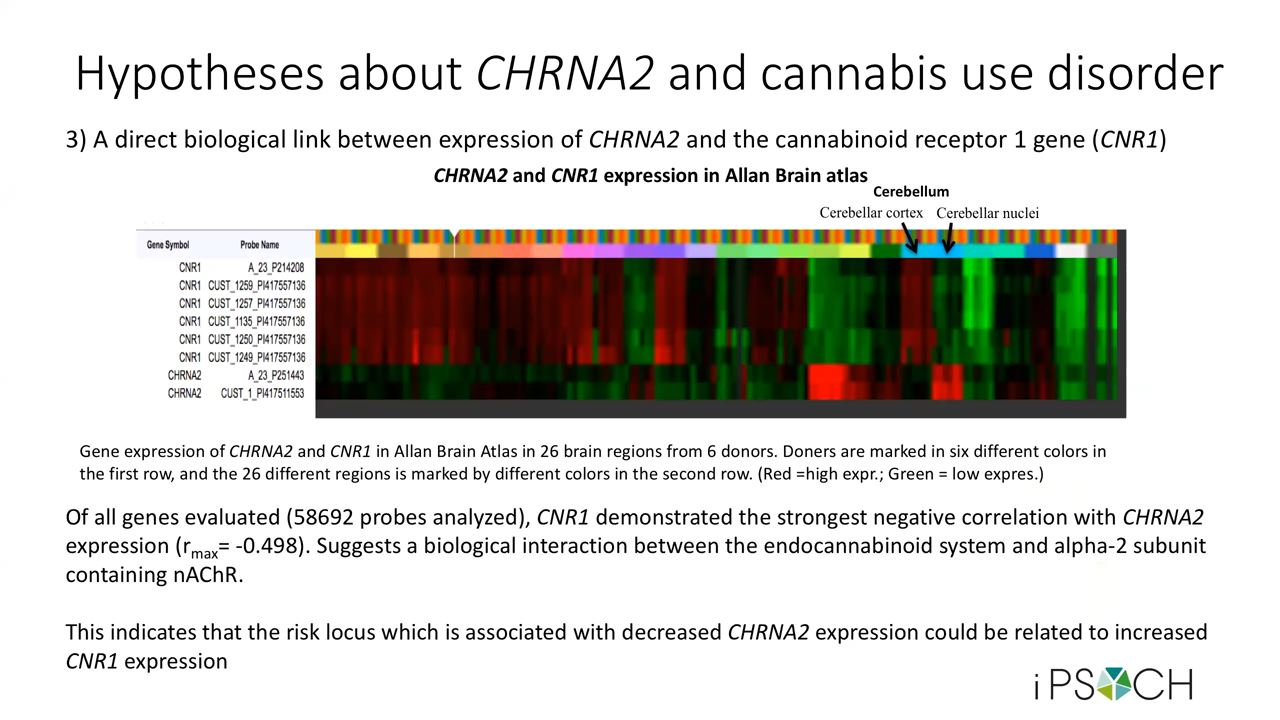 Hypotheses about CHRNA2 and cannabis use disorder
3) A direct biological link between expression of CHRNA2 and the cannabinoid receptor 1 gene (CNR1)
CHRNA2 and CNR1 expression in Allan Brain atlas
Cerebellum
Cerebellar cortex Cerebellar nuclei
Gene Symbol Probe Name
CNR1 A_23_P214208
CNR1 CUST_1259_PI417557136
CNR1 CUST_1257_PI417557136
CNR1 CUST_1135_PI417557136
CNR1 CUST_1250_PI417557136
CNR1 CUST_1249_PI417557136
CHRNA2 A_23_P251443
CHRNA2 CUST_1_PI417511553
Gene expression of CHRNA2 and CNR1 in Allan Brain Atlas in 26 brain regions from 6 donors. Doners are marked in six different colors in
the first row, and the 26 different regions is marked by different colors in the second row. (Red =high expr.; Green = low expres.)
Of all genes evaluated (58692 probes analyzed), CNR1 demonstrated the strongest negative correlation with CHRNA2
expression (rmax= -0.498). Suggests a biological interaction between the endocannabinoid system and alpha-2 subunit
containing nAChR.
This indicates that the risk locus which is associated with decreased CHRNA2 expression could be related to increased
CNR1 expression
iPSYCH